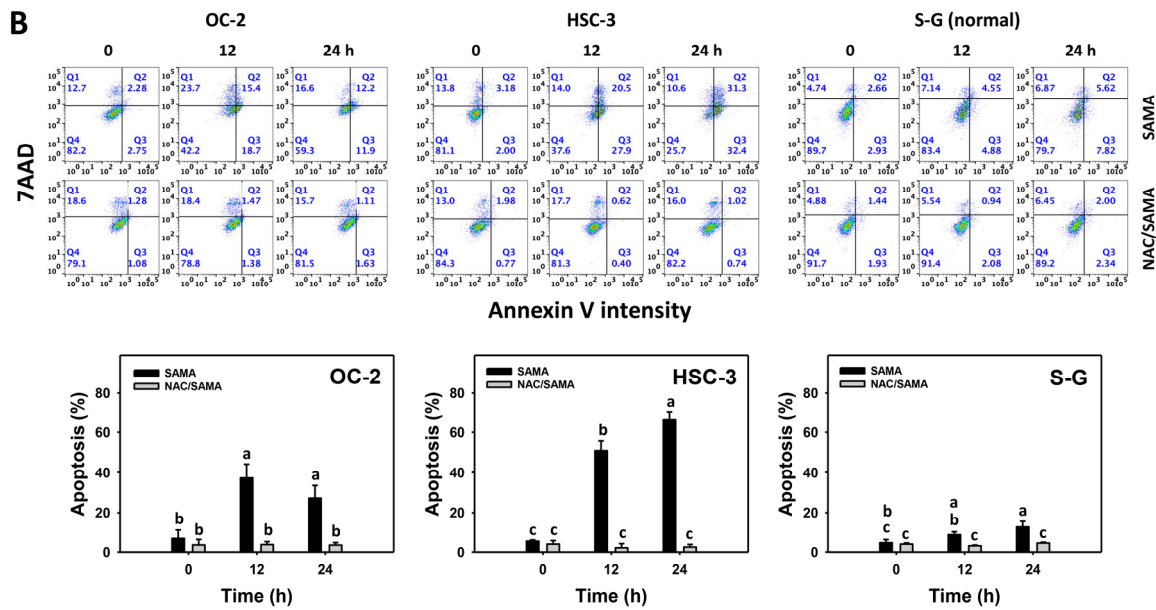 B
OC-2 HSC-3 S-G (normal)
0 12 24 h 0 12 24 h 0 12 24 h
Q1 Q2 Q1 Q2 Q1 Q2 Q1 Q2 Q1 Q2 Q1 Q2 Q1 Q2 Q1 Q2 Q1 Q2
12.7 2.28 23.7 15.4 16.6 12.2 13.8 3.18 14.0 20.5 10.6 31.3 4.74 2.66 7.14 4.55 6.87 5.62
Q4 Q3 Q4 Q3 Q4 Q3 Q4 Q3 Q4 Q3 Q4 Q3 Q4 Q3 Q4 Q3 Q4 Q3
82.2 2.75 42.2 18.7 59.3 11.9 81.1 2.00 37.6 27.9 25.7 32.4 89.7 2.93 83.4 4.88 79.7 7.82
SAMA
7AAD
Q1 Q2 Q1 Q2 Q1 Q2 Q1 Q2 Q1 Q2 Q1 Q2 Q1 Q2 Q1 Q2 Q1 Q2
18.6 1.28 18.4 1.47 15.7 1.11 13.0 1.98 17.7 0.62 16.0 1.02 4.88 1.44 5.54 0.94 6.45 2.00
Q4 Q3 Q4 Q3 Q4 Q3 Q4 Q3 Q4 Q3 Q4 Q3 Q4 Q3 Q4 Q3 Q4 Q3
79.1 1.08 78.8 1.38 81.5 1.63 84.3 0.77 81.3 0.40 82.2 0.74 91.7 1.93 91.4 2.08 89.2 2.34
NAC/SAMA
Annexin V intensity
Apoptosis (%)
80
60
40
20
0
SAMA
NAC/SAMA
OC-2
b b a b a b
0 12 24
Time (h)
Apoptosis (%)
80
60
40
20
0
SAMA
NAC/SAMA
HSC-3
c c b c a c
0 12 24
Time (h)
Apoptosis (%)
80
60
40
20
0
SAMA
NAC/SAMA
S-G
b a
c c b c a c
0 12 24
Time (h)